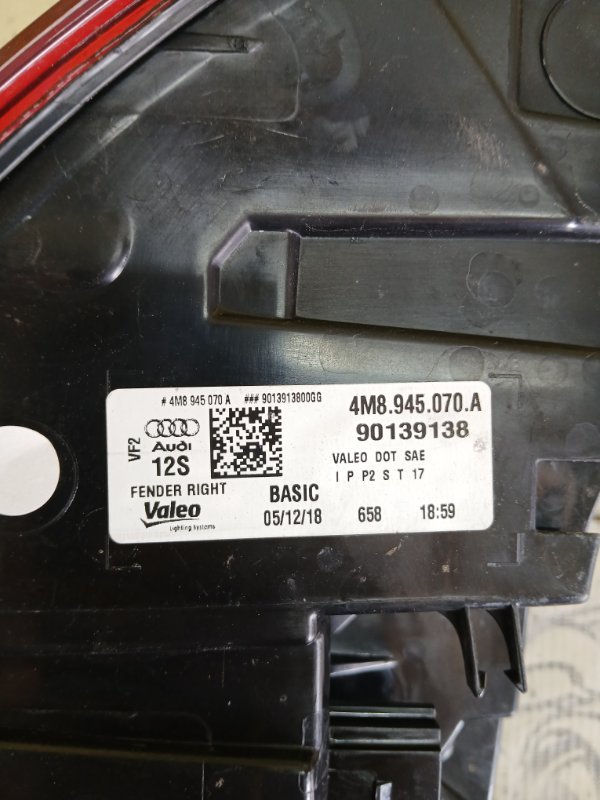 # 4M8 945 070 A ### 9013913800GG
4M8.945.070.A
90139138
VF2
Audi
12S
VALEO DOT SAE
I P P2 S T 17
FENDER RIGHT
BASIC
Valeo
Lighting Systems
05/12/18 658 18:59